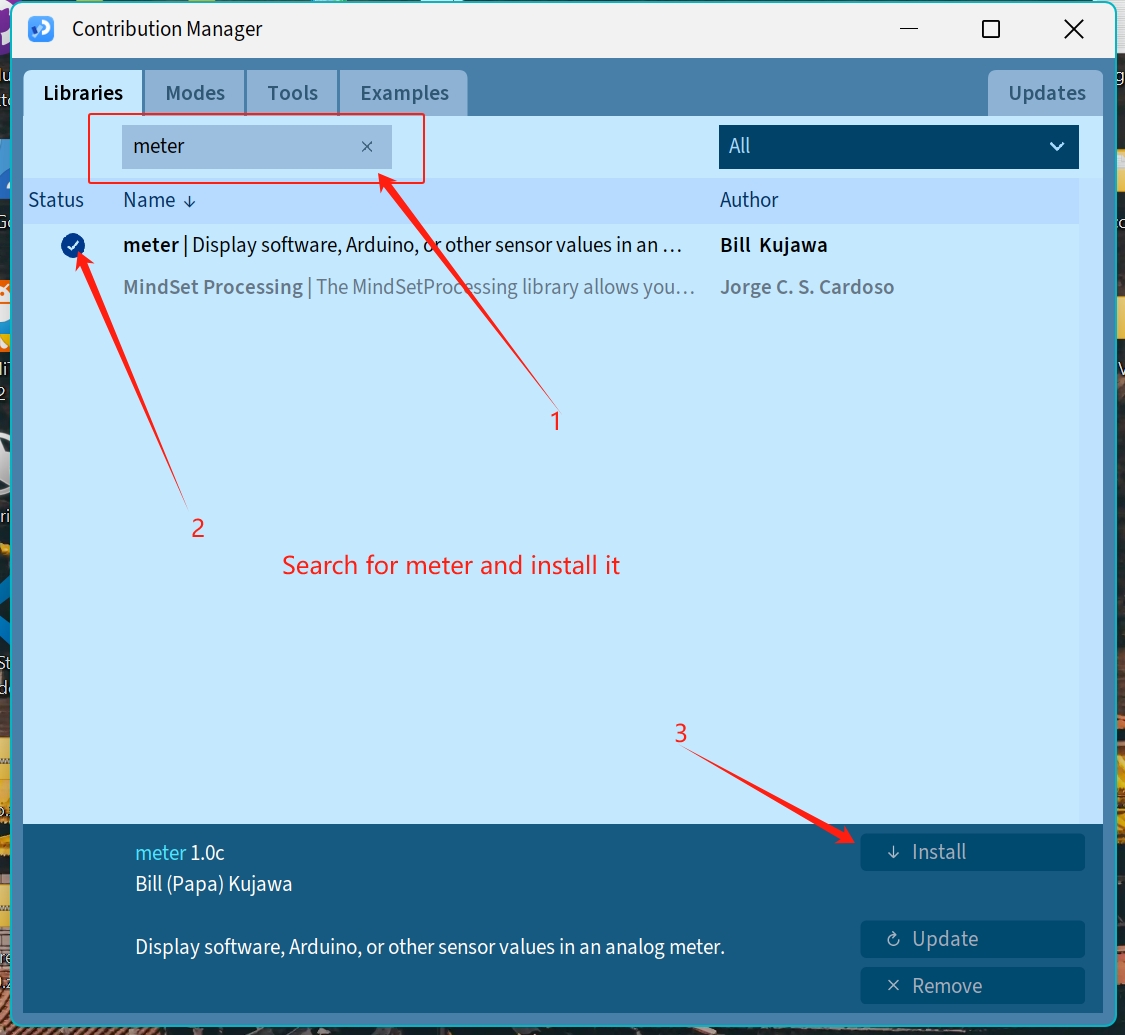 Contribution Manager
Libraries Modes Tools Examples Updates
meter All
Status Name Author
meter | Display software, Arduino, or other sensor values in an … Bill Kujawa
MindSet Processing | The MindSetProcessing library allows you… Jorge C. S. Cardoso
1
2
Search for meter and install it
3
meter 1.0c
Install
Bill (Papa) Kujawa
Display software, Arduino, or other sensor values in an analog meter.
Update
Remove